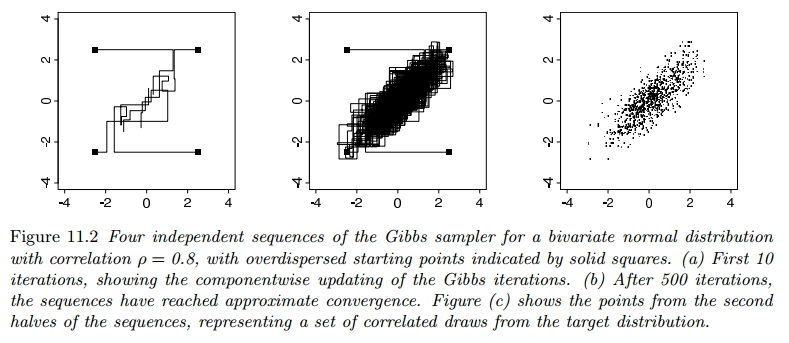 4
2
0
-2
-4
-4 -2 0 2 4
4
2
0
-2
-4
-4 -2 0 2 4
4
2
0
-2
-4
-4 -2 0 2 4
Figure 11.2 Four independent sequences of the Gibbs sampler for a bivariate normal distribution
with correlation ρ = 0.8, with overdispersed starting points indicated by solid squares. (a) First 10
iterations, showing the componentwise updating of the Gibbs iterations. (b) After 500 iterations,
the sequences have reached approximate convergence. Figure (c) shows the points from the second
halves of the sequences, representing a set of correlated draws from the target distribution.